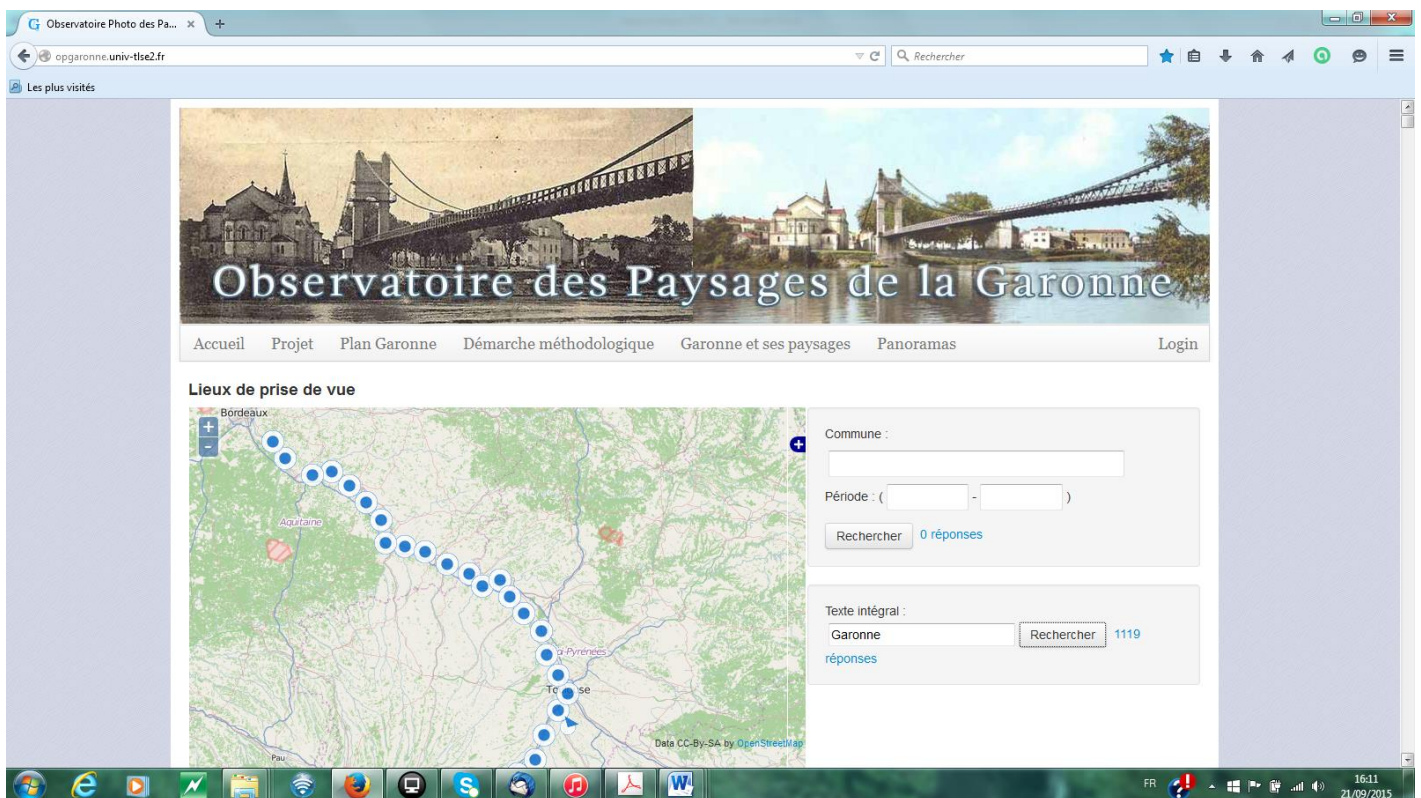 Observatoire Photo des Pa...
opgaronne.univ-tlse2.fr
Rechercher
Les plus visités
Observatoire des Paysages de la Garonne
Accueil Projet Plan Garonne Démarche méthodologique Garonne et ses paysages Panoramas Login
Lieux de prise de vue
Bordeaux
+
-
Aquitaine
Pau
Data CC-By-SA by OpenStreetMap
Commune :
Période : ( - )
Rechercher 0 réponses
Texte intégral :
Garonne Rechercher 1119
réponses
FR
16:11
21/09/2015